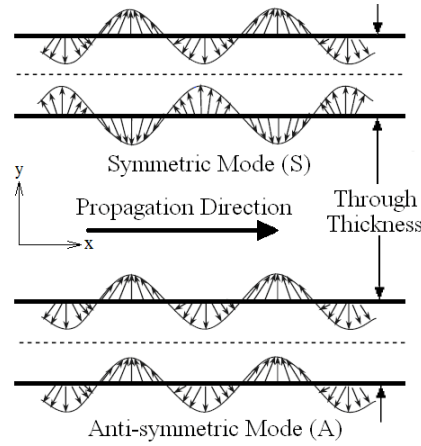 Symmetric Mode (S)
y
Through
Thickness
Propagation Direction
x
Anti-symmetric Mode (A)